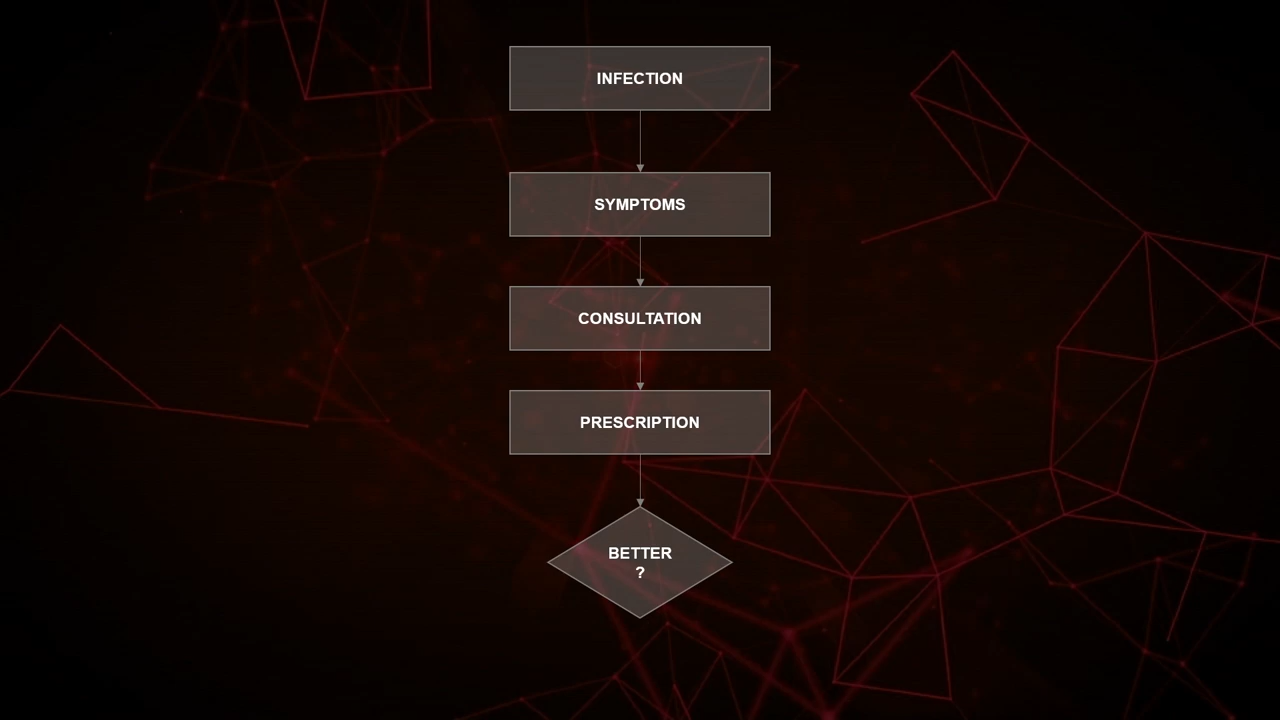 INFECTION
SYMPTOMS
CONSULTATION
PRESCRIPTION
BETTER
?